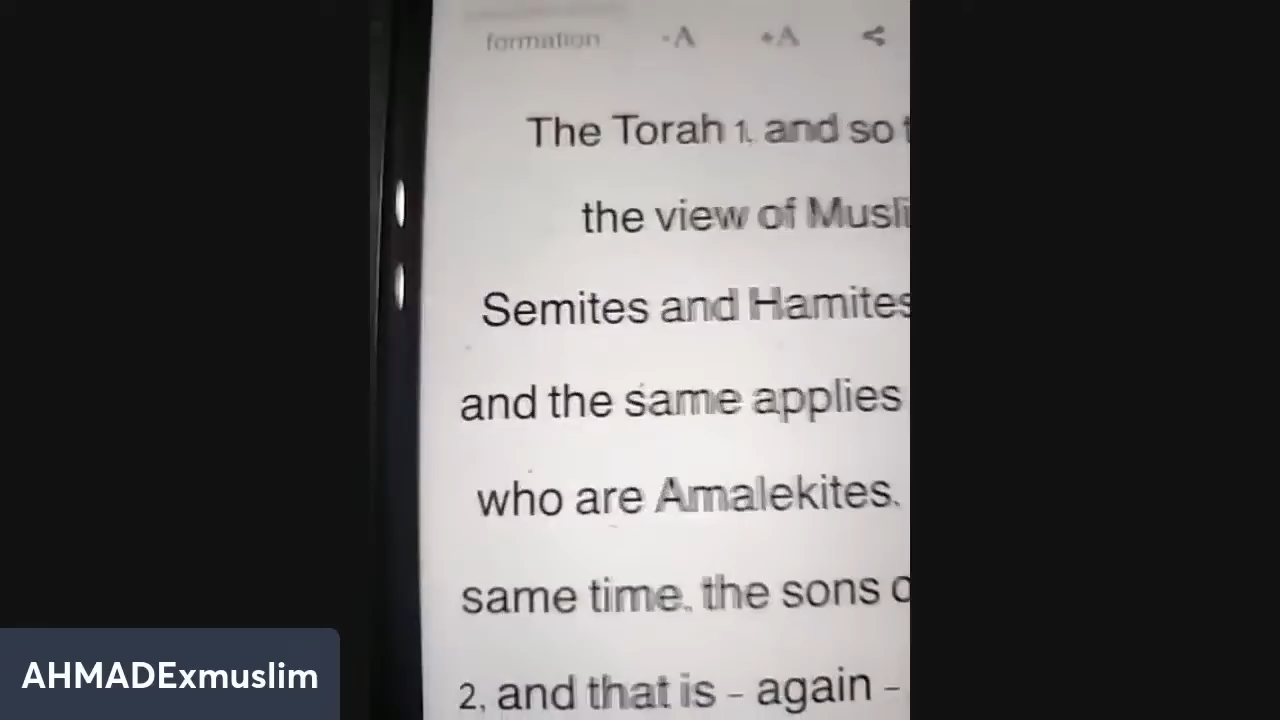 formation -A +A
The Torah 1, and so
the view of Musli
Semites and Hamites
and the same applies
who are Amalekites.
same time, the sons
2, and that is - again -
AHMADExmuslim